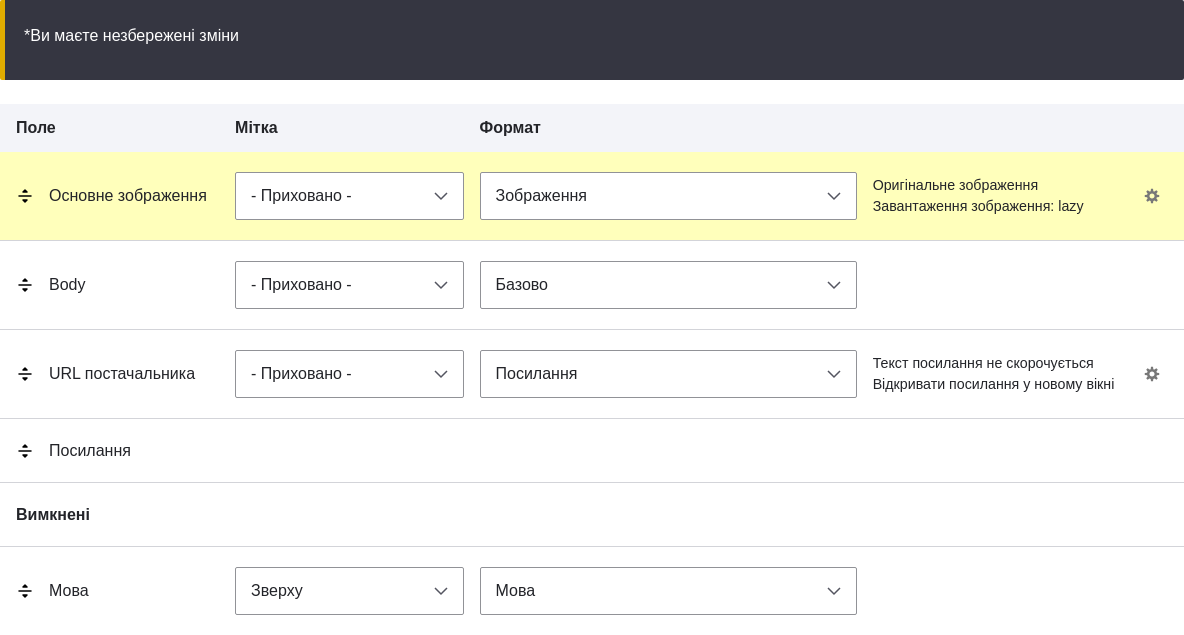 *Ви маєте незбережені зміни
Поле Мітка Формат
Основне зображення - Приховано - Зображення Оригінальне зображення
Завантаження зображення: lazy
Body - Приховано - Базово
URL постачальника - Приховано - Посилання Текст посилання не скорочується
Відкривати посилання у новому вікні
Посилання
Вимкнені
Мова Зверху Мова